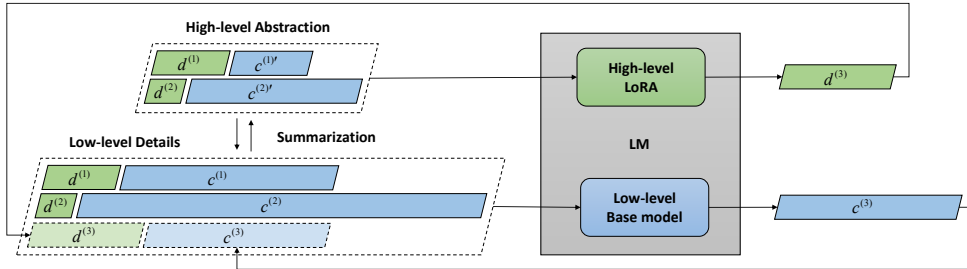 High-level Abstraction
d^{(1)} c^{(1)′}
d^{(2)} c^{(2)′}
High-level
LoRA
d^{(3)}
Summarization
Low-level Details
LM
d^{(1)} c^{(1)}
d^{(2)} c^{(2)}
d^{(3)} c^{(3)}
Low-level
Base model
c^{(3)}